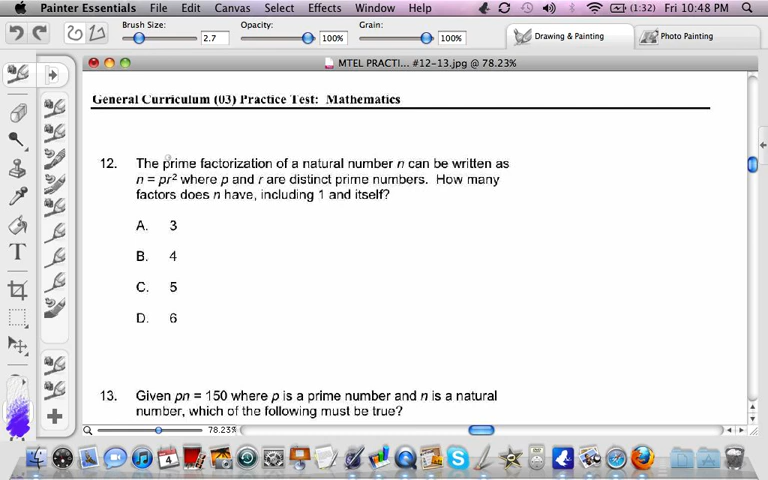 Painter Essentials File Edit Canvas Select Effects Window Help (1:32) Fri 10:48 PM
Brush Size: Opacity: Grain:
2.7 100% 100% Drawing & Painting Photo Painting
MTEL PRACTI... #12-13.jpg @ 78.23%
General Curriculum (03) Practice Test: Mathematics
12. The prime factorization of a natural number n can be written as
n = pr² where p and r are distinct prime numbers. How many
factors does n have, including 1 and itself?
A. 3
B. 4
C. 5
D. 6
13. Given pn = 150 where p is a prime number and n is a natural
number, which of the following must be true?
78.23%